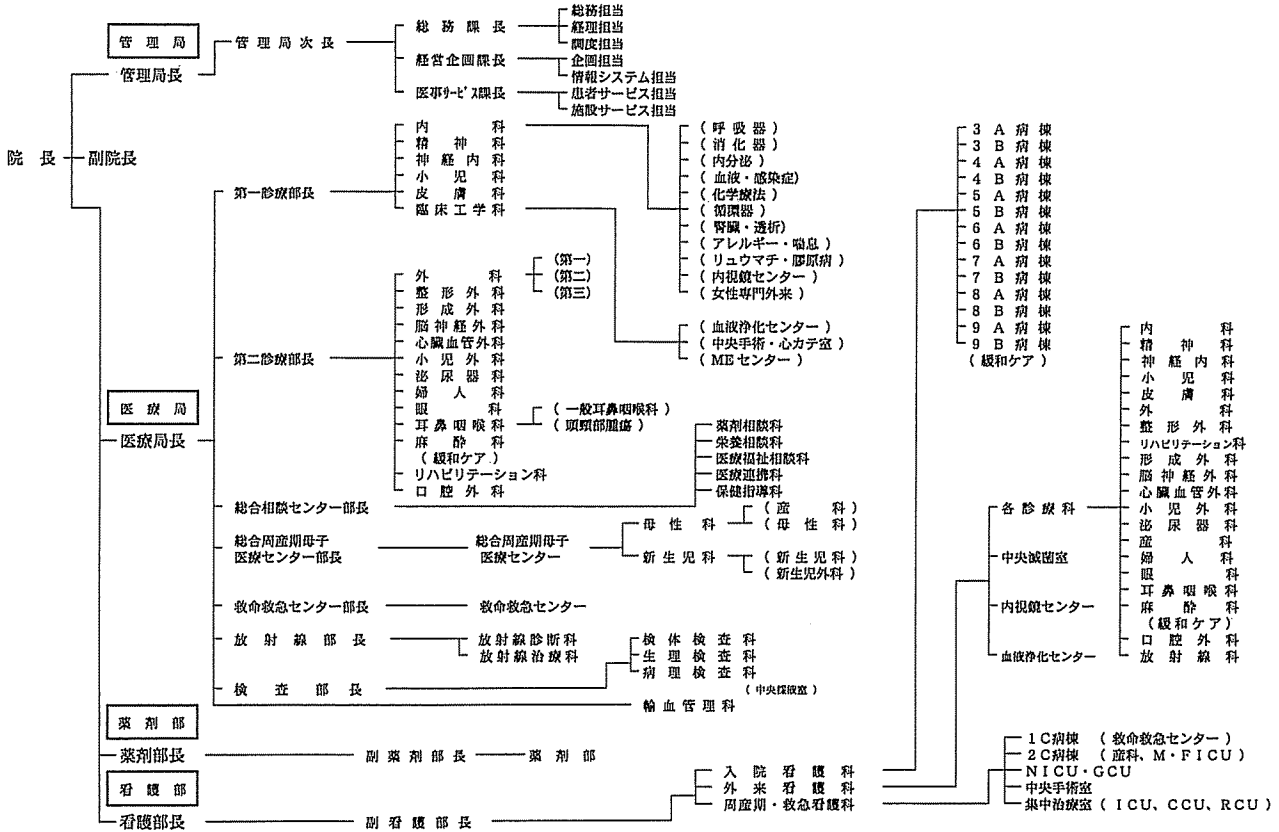 院長
副院長
管理局
管理局長
管理局次長
総務課長
総務担当
経理担当
調度担当
経営企画課長
企画担当
情報システム担当
医事サービス課長
患者サービス担当
施設サービス担当
医療局
医療局長
第一診療部長
内科
精神科
神経内科
小児科
皮膚科
臨床工学科
(呼吸器)
(消化器)
(内分泌)
(血液・感染症)
(化学療法)
(循環器)
(腎臓・透析)
(アレルギー・喘息)
(リュウマチ・膠原病)
(内視鏡センター)
(女性専門外来)
(血液浄化センター)
(中央手術・心カテ室)
(MEセンター)
第二診療部長
外科
(第一)
(第二)
(第三)
整形外科
形成外科
脳神経外科
心臓血管外科
小児外科
泌尿器科
婦人科
眼科
耳鼻咽喉科
(一般耳鼻咽喉科)
(頭頸部腫瘍)
麻酔科
(緩和ケア)
リハビリテーション科
口腔外科
総合相談センター部長
薬剤相談科
栄養相談科
医療福祉相談科
医療連携科
保健指導科
総合周産期母子
医療センター部長
総合周産期母子
医療センター
母性科
(産科)
(母性科)
新生児科
(新生児科)
(新生児外科)
救命救急センター部長
救命救急センター
放射線部長
放射線診断科
放射線治療科
検査部長
検体検査科
生理検査科
病理検査科
(中央採液室)
輸血管理科
薬剤部
薬剤部長
副薬剤部長
薬剤部
看護部
看護部長
副看護部長
入院看護科
外来看護科
周産期・救急看護科
3A病棟
3B病棟
4A病棟
4B病棟
5A病棟
5B病棟
6A病棟
6B病棟
7A病棟
7B病棟
8A病棟
8B病棟
9A病棟
9B病棟
(緩和ケア)
各診療科
中央滅菌室
内視鏡センター
血液浄化センター
内科
精神科
神経内科
小児科
皮膚科
外科
整形外科
リハビリテーション科
形成外科
脳神経外科
心臓血管外科
小児外科
泌尿器科
産科
婦人科
眼科
耳鼻咽喉科
麻酔科
(緩和ケア)
口腔外科
放射線科
1C病棟 (救命救急センター)
2C病棟 (産科、M・FICU)
NICU・GCU
中央手術室
集中治療室(ICU、CCU、RCU)